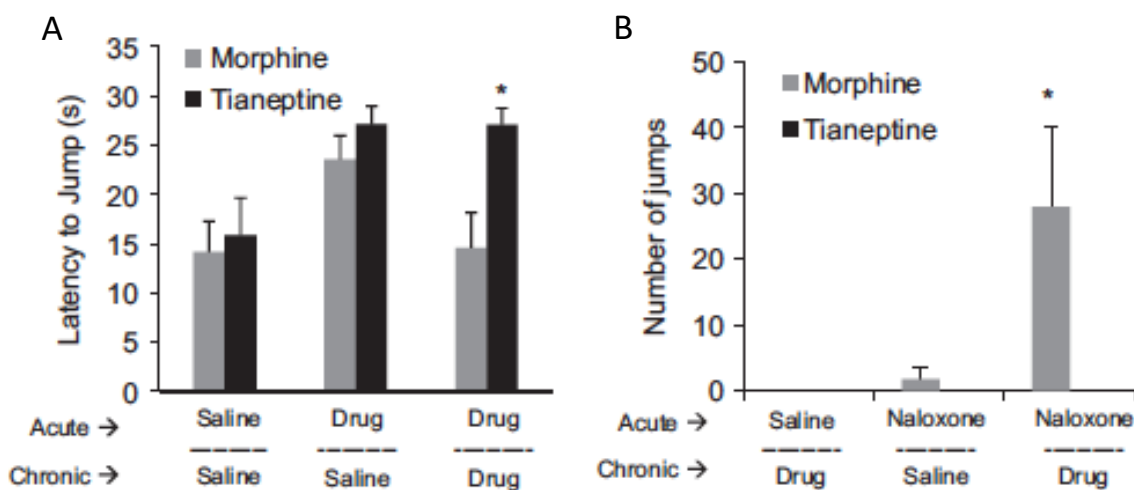 A
Latency to Jump (s)
35
30
25
20
15
10
5
0
Morphine
Tianeptine
*
Acute → Saline Drug Drug
Chronic → Saline Saline Drug
B
Number of jumps
50
40
30
20
10
0
Morphine
Tianeptine
*
Acute → Saline Naloxone Naloxone
Chronic → Drug Saline Drug